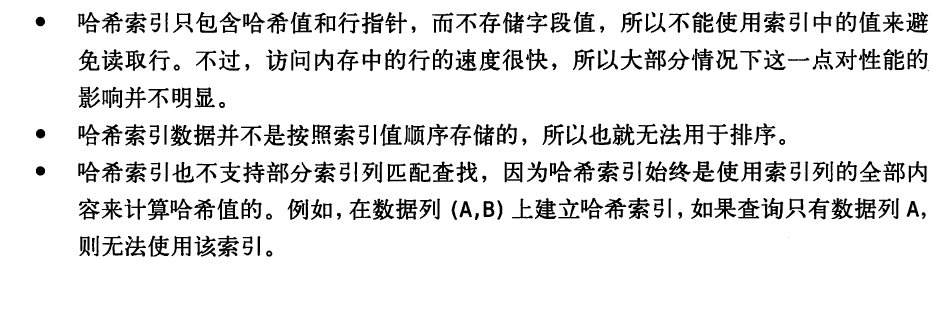 ● 哈希索引只包含哈希值和行指针，而不存储字段值，所以不能使用索引中的值来避
免读取行。不过，访问内存中的行的速度很快，所以大部分情况下这一点对性能的
影响并不明显。
● 哈希索引数据并不是按照索引值顺序存储的，所以也就无法用于排序。
● 哈希索引也不支持部分索引列匹配查找，因为哈希索引始终是使用索引列的全部内
容来计算哈希值的。例如，在数据列 (A,B) 上建立哈希索引，如果查询只有数据列 A，
则无法使用该索引。